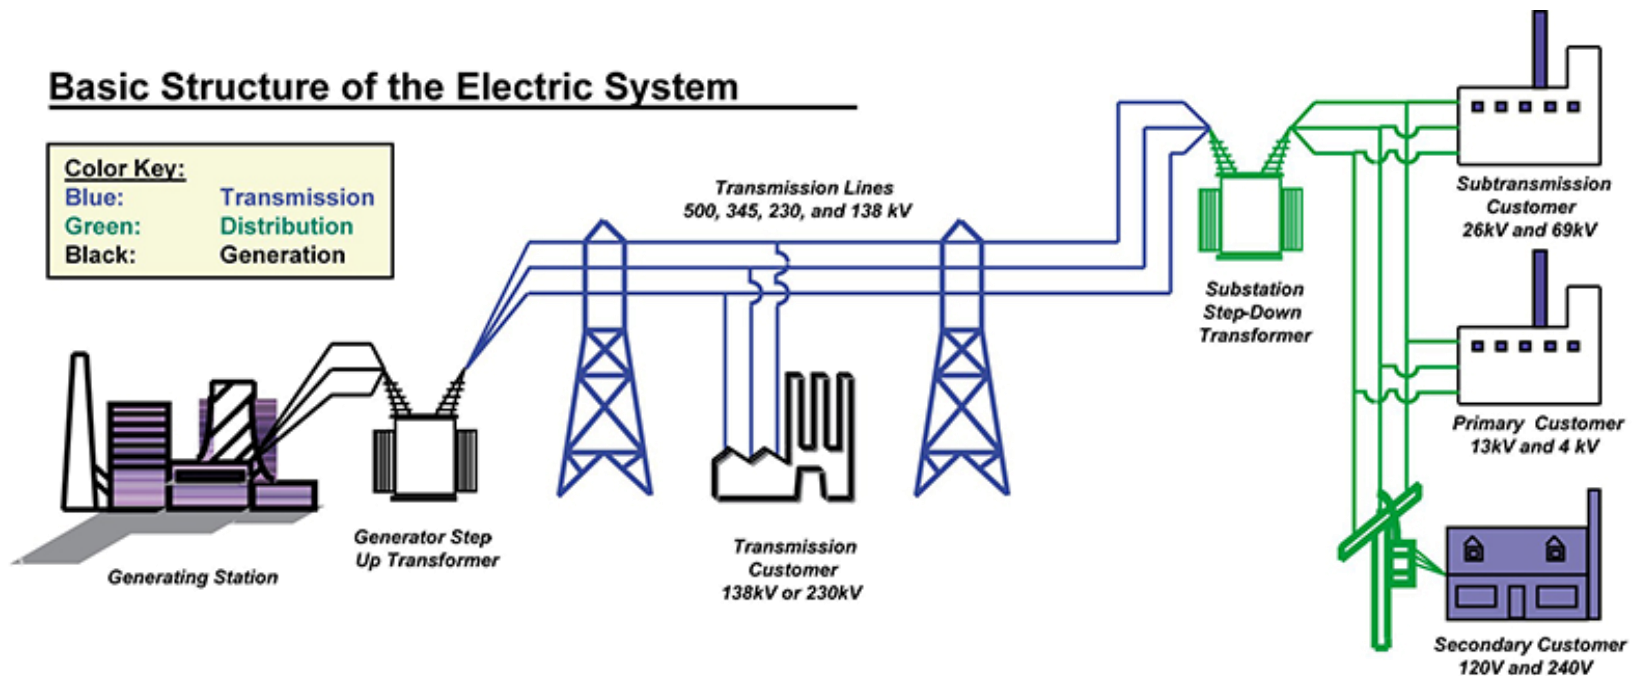 Basic Structure of the Electric System
Color Key:
Blue: Transmission
Green: Distribution
Black: Generation
Transmission Lines
500, 345, 230, and 138 kV
Subtransmission
Customer
26kV and 69kV
Substation
Step-Down
Transformer
Primary Customer
13kV and 4 kV
Generator Step
Up Transformer
Generating Station
Transmission
Customer
138kV or 230kV
Secondary Customer
120V and 240V